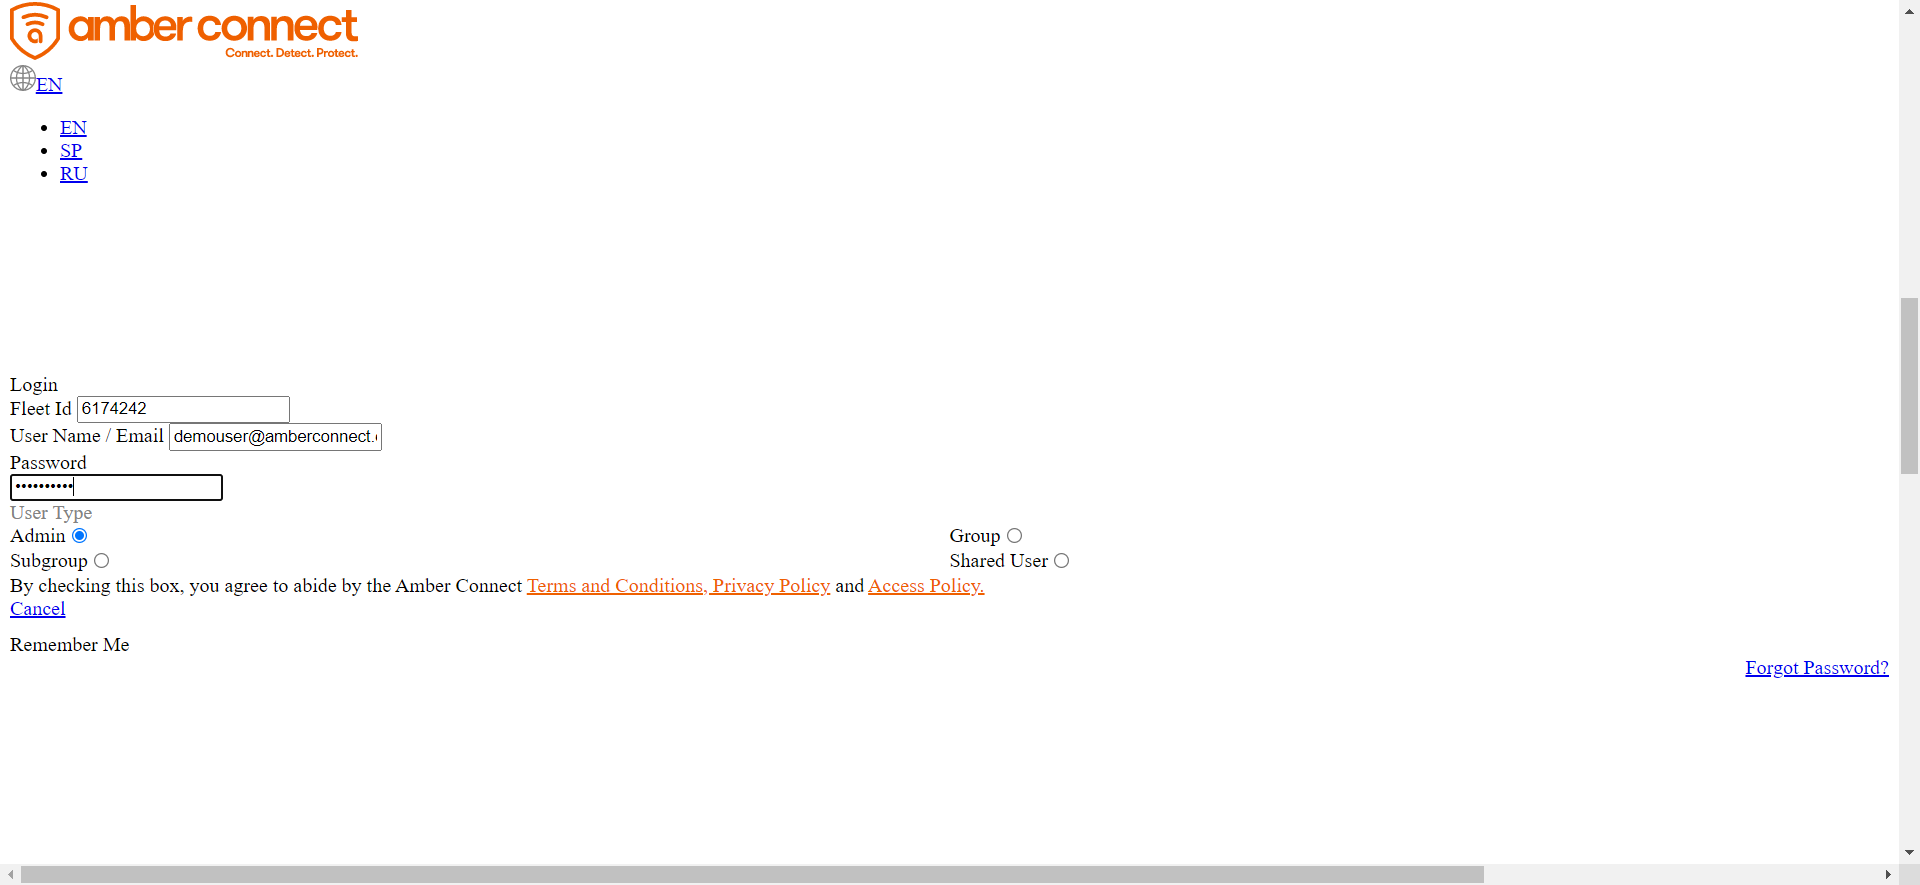 amber connect
Connect. Detect. Protect.
EN
EN
SP
RU
Login
Fleet Id 6174242
User Name / Email demouser@amberconnect.
Password
••••••••••
User Type
Admin Group
Subgroup Shared User
By checking this box, you agree to abide by the Amber Connect Terms and Conditions, Privacy Policy and Access Policy.
Cancel
Remember Me
Forgot Password?